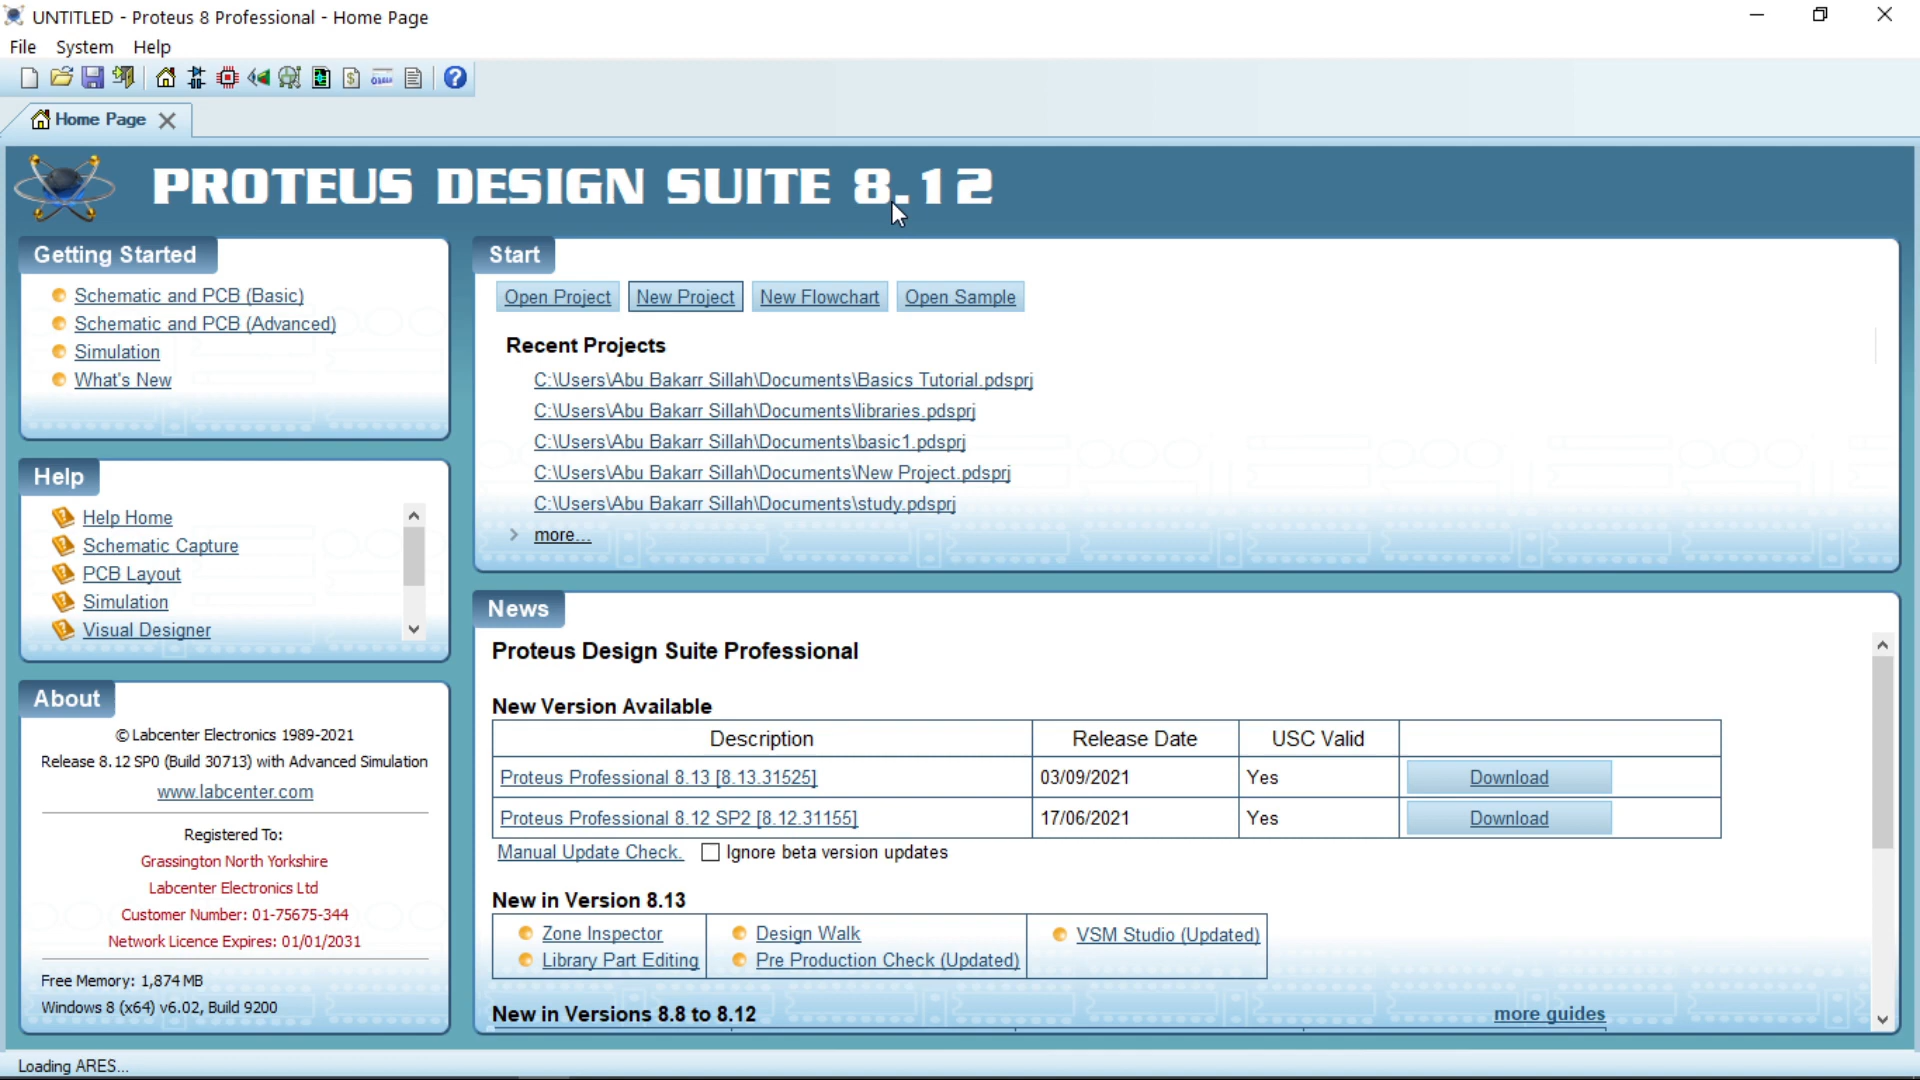 UNTITLED - Proteus 8 Professional - Home Page
File System Help
Home Page
PROTEUS DESIGN SUITE 8.12
Getting Started
Schematic and PCB (Basic)
Schematic and PCB (Advanced)
Simulation
What's New
Help
Help Home
Schematic Capture
PCB Layout
Simulation
Visual Designer
About
© Labcenter Electronics 1989-2021
Release 8.12 SP0 (Build 30713) with Advanced Simulation
www.labcenter.com
Registered To:
Grassington North Yorkshire
Labcenter Electronics Ltd
Customer Number: 01-75675-344
Network Licence Expires: 01/01/2031
Free Memory: 1,874 MB
Windows 8 (x64) v6.02, Build 9200
Start
Open Project New Project New Flowchart Open Sample
Recent Projects
C:\Users\Abu Bakarr Sillah\Documents\Basics Tutorial.pdsprj
C:\Users\Abu Bakarr Sillah\Documents\libraries.pdsprj
C:\Users\Abu Bakarr Sillah\Documents\basic1.pdsprj
C:\Users\Abu Bakarr Sillah\Documents\New Project.pdsprj
C:\Users\Abu Bakarr Sillah\Documents\study.pdsprj
more...
News
Proteus Design Suite Professional
New Version Available
Description Release Date USC Valid
Proteus Professional 8.13 [8.13.31525] 03/09/2021 Yes Download
Proteus Professional 8.12 SP2 [8.12.31155] 17/06/2021 Yes Download
Manual Update Check. Ignore beta version updates
New in Version 8.13
Zone Inspector Design Walk VSM Studio (Updated)
Library Part Editing Pre Production Check (Updated)
New in Versions 8.8 to 8.12 more guides
Loading ARES...